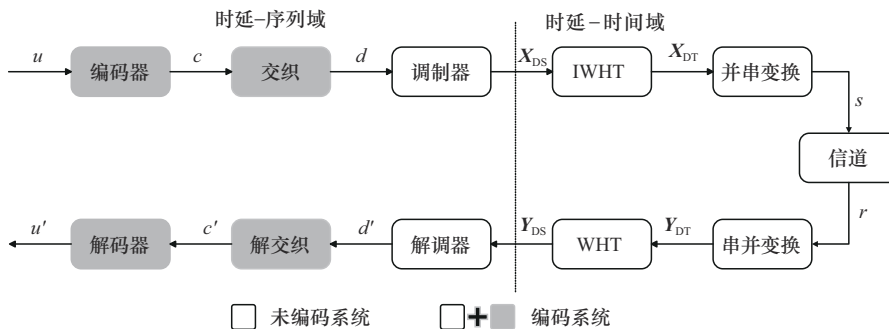 时延−序列域 时延−时间域
u 编码器 c 交织 d 调制器 X_DS IWHT X_DT 并串变换
s
信道
r
u′ 解码器 c′ 解交织 d′ 解调器 Y_DS WHT Y_DT 串并变换
未编码系统 + 编码系统